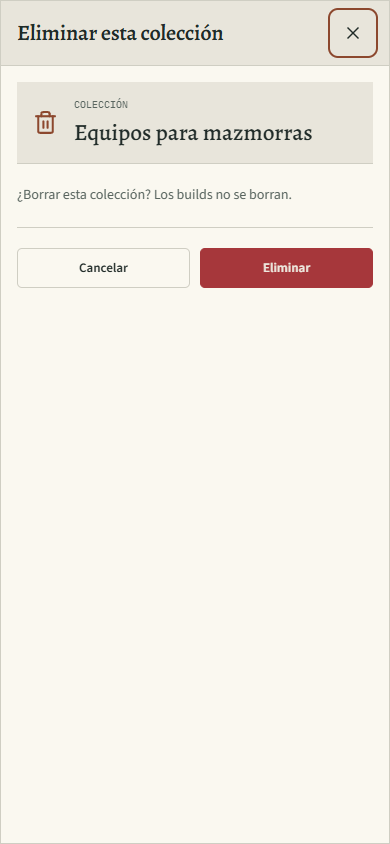 Eliminar esta colección
COLECCIÓN
Equipos para mazmorras
¿Borrar esta colección? Los builds no se borran.
Cancelar
Eliminar